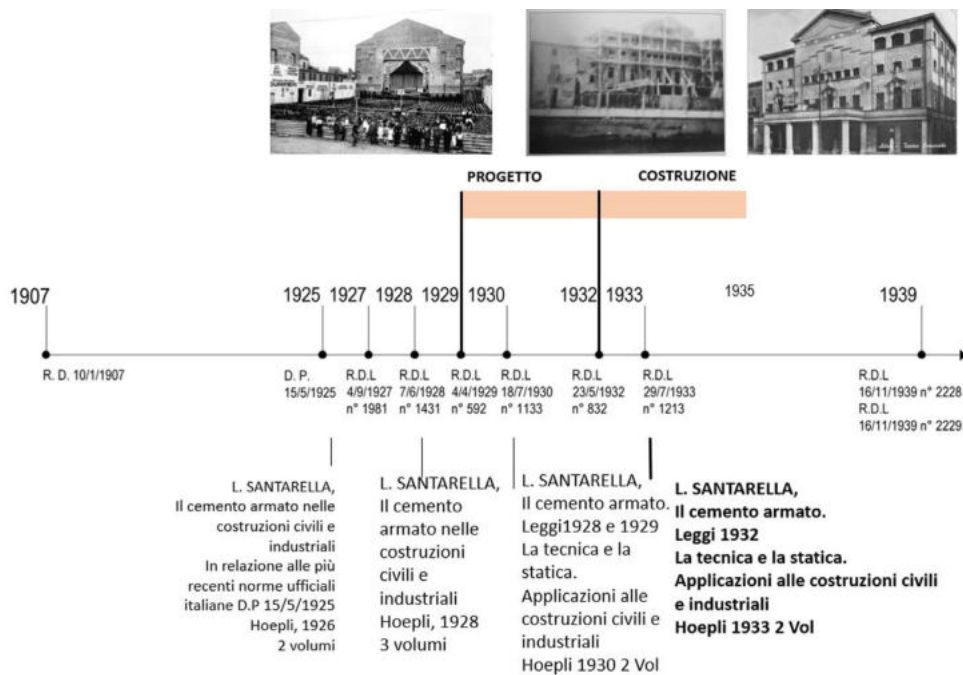 PROGETTO
COSTRUZIONE
1907
1925
1927
1928
1929
1930
1932
1933
1935
1939
R. D. 10/1/1907
D. P.
15/5/1925
R.D.L
4/9/1927
n° 1981
R.D.L
7/6/1928
n° 1431
R.D.L
4/4/1929
n° 592
R.D.L
18/7/1930
n° 1133
R.D.L
23/5/1932
n° 832
R.D.L
29/7/1933
n° 1213
R.D.L
16/11/1939 n° 2228
R.D.L
16/11/1939 n° 2229
L. SANTARELLA,
Il cemento armato nelle
costruzioni civili e
industriali
In relazione alle più
recenti norme ufficiali
italiane D.P 15/5/1925
Hoepli, 1926
2 volumi
L. SANTARELLA,
Il cemento
armato nelle
costruzioni
civili e
industriali
Hoepli, 1928
3 volumi
L. SANTARELLA,
Il cemento armato.
Leggi1928 e 1929
La tecnica e la
statica.
Applicazioni alle
costruzioni civili e
industriali
Hoepli 1930 2 Vol
L. SANTARELLA,
Il cemento armato.
Leggi 1932
La tecnica e la statica.
Applicazioni alle costruzioni civili
e industriali
Hoepli 1933 2 Vol